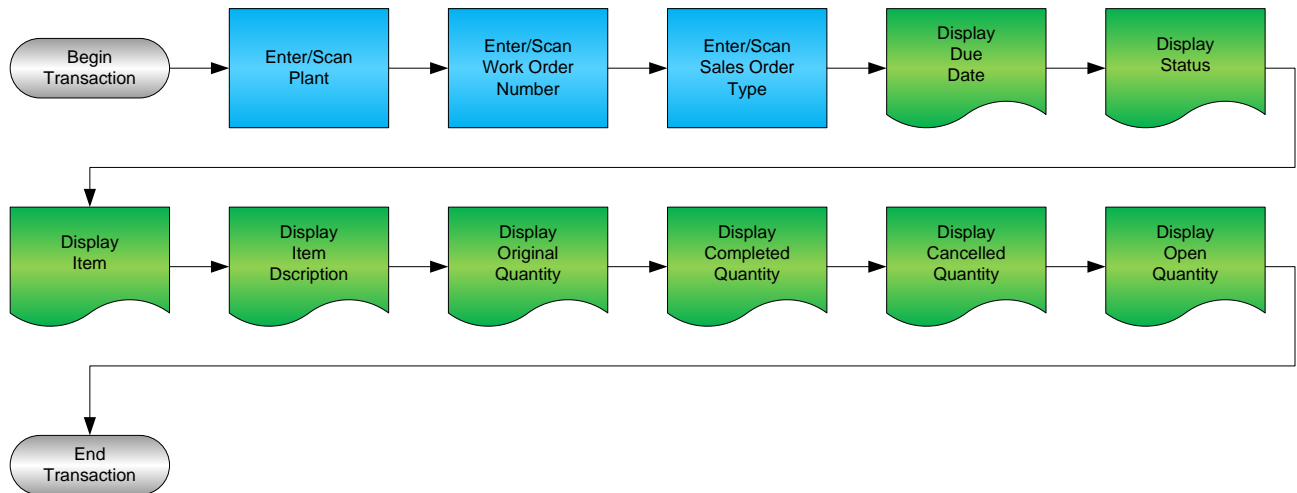 Begin
Transaction
Enter/Scan
Plant
Enter/Scan
Work Order
Number
Enter/Scan
Sales Order
Type
Display
Due
Date
Display
Status
Display
Item
Display
Item
Dscription
Display
Original
Quantity
Display
Completed
Quantity
Display
Cancelled
Quantity
Display
Open
Quantity
End
Transaction